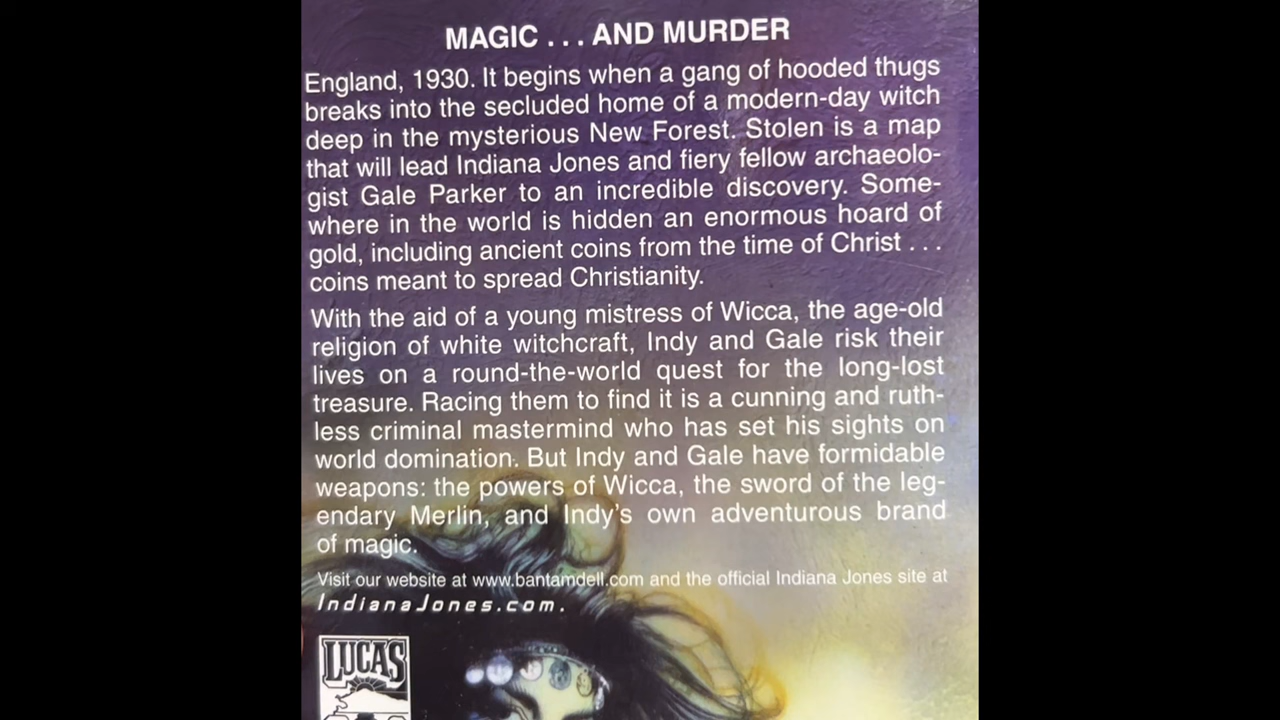 MAGIC . . . AND MURDER
England, 1930. It begins when a gang of hooded thugs
breaks into the secluded home of a modern-day witch
deep in the mysterious New Forest. Stolen is a map
that will lead Indiana Jones and fiery fellow archaeolo-
gist Gale Parker to an incredible discovery. Some-
where in the world is hidden an enormous hoard of
gold, including ancient coins from the time of Christ . . .
coins meant to spread Christianity.
With the aid of a young mistress of Wicca, the age-old
religion of white witchcraft, Indy and Gale risk their
lives on a round-the-world quest for the long-lost
treasure. Racing them to find it is a cunning and ruth-
less criminal mastermind who has set his sights on
world domination. But Indy and Gale have formidable
weapons: the powers of Wicca, the sword of the leg-
endary Merlin, and Indy's own adventurous brand
of magic.
Visit our website at www.bantamdell.com and the official Indiana Jones site at
IndianaJones.com.
LUCAS